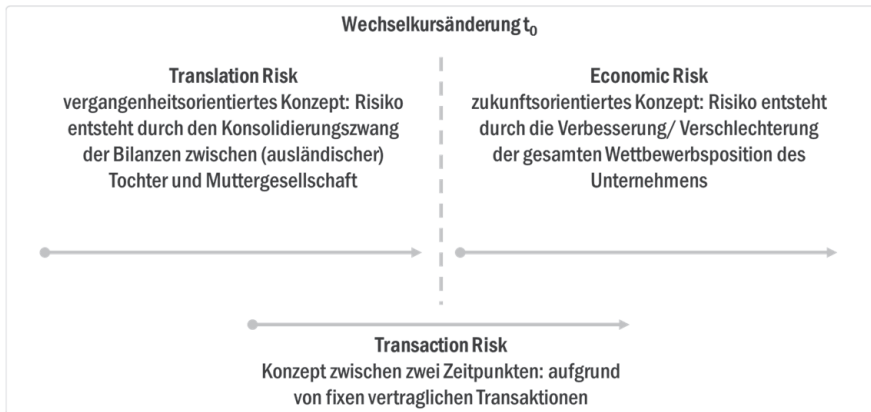 Wechselkursänderung t₀
Translation Risk
vergangenheitsorientiertes Konzept: Risiko
entsteht durch den Konsolidierungszwang
der Bilanzen zwischen (ausländischer)
Tochter und Muttergesellschaft
Economic Risk
zukunftsorientiertes Konzept: Risiko entsteht
durch die Verbesserung/ Verschlechterung
der gesamten Wettbewerbsposition des
Unternehmens
Transaction Risk
Konzept zwischen zwei Zeitpunkten: aufgrund
von fixen vertraglichen Transaktionen